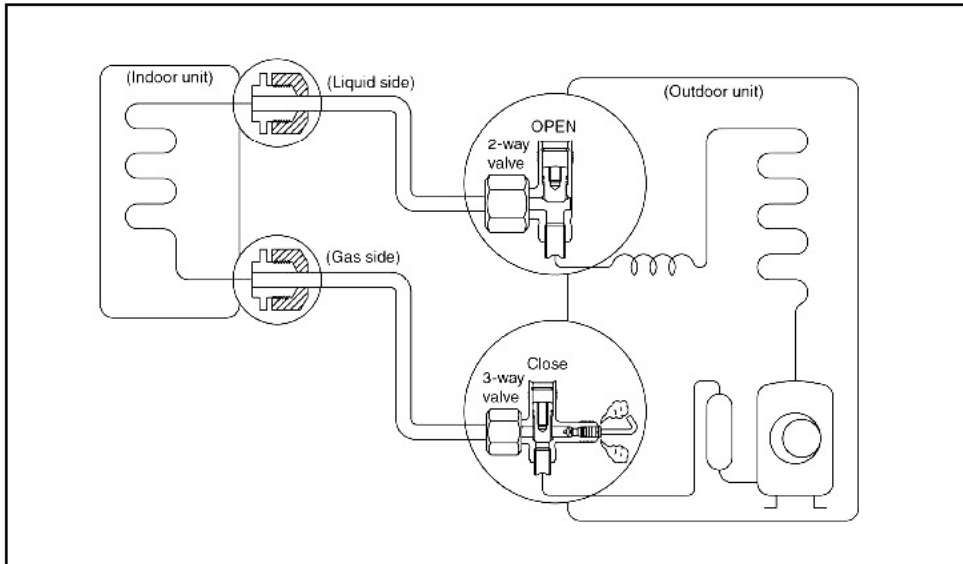 (Indoor unit)
(Liquid side)
(Outdoor unit)
OPEN
2-way
valve
(Gas side)
Close
3-way
valve